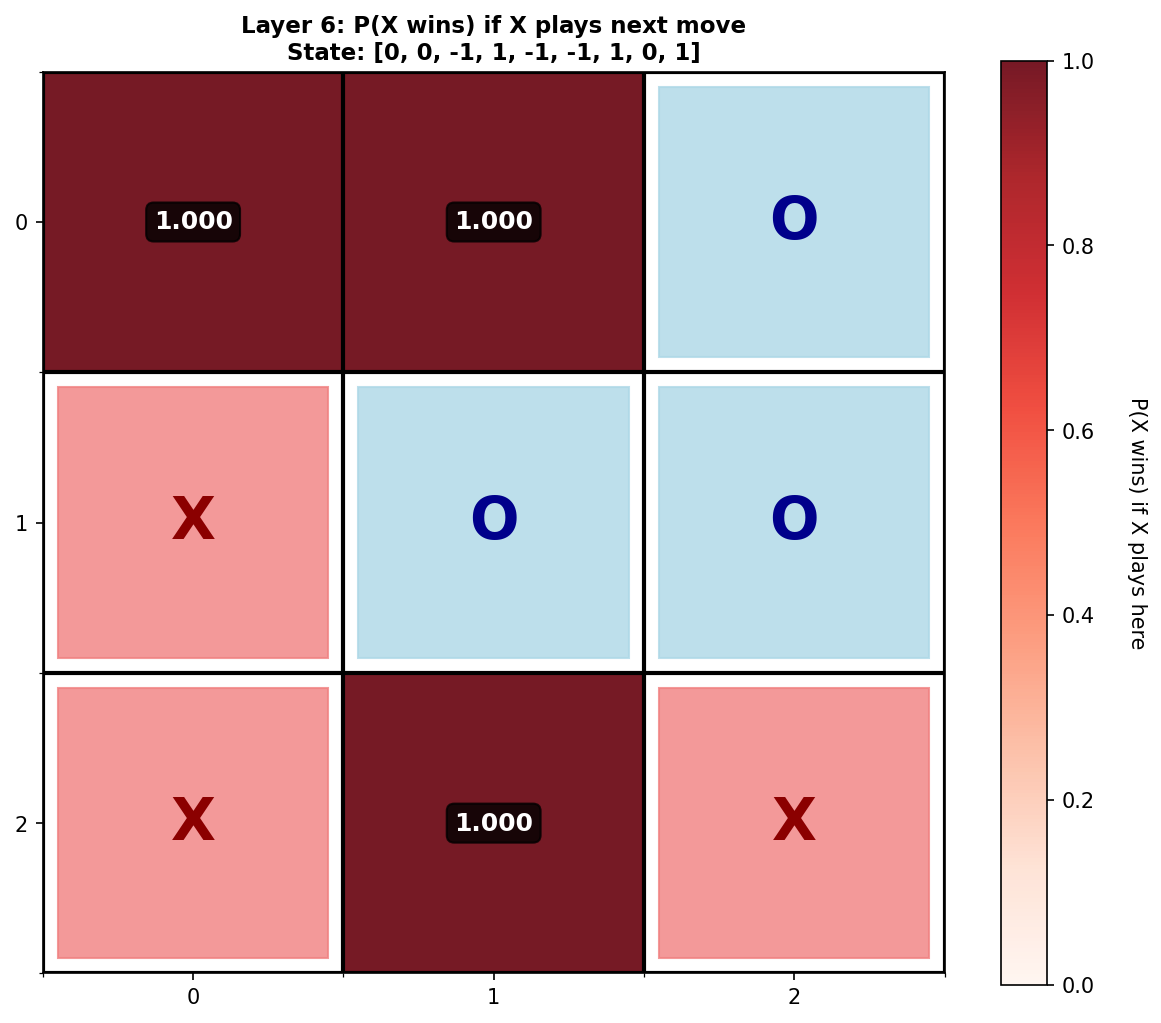 Layer 6: P(X wins) if X plays next move
State: [0, 0, -1, 1, -1, -1, 1, 0, 1]
1.0
0.8
0.6
0.4
0.2
0.0
P(X wins) if X plays here
0
1.000
1.000
O
1
X
O
O
2
X
1.000
X
0
1
2